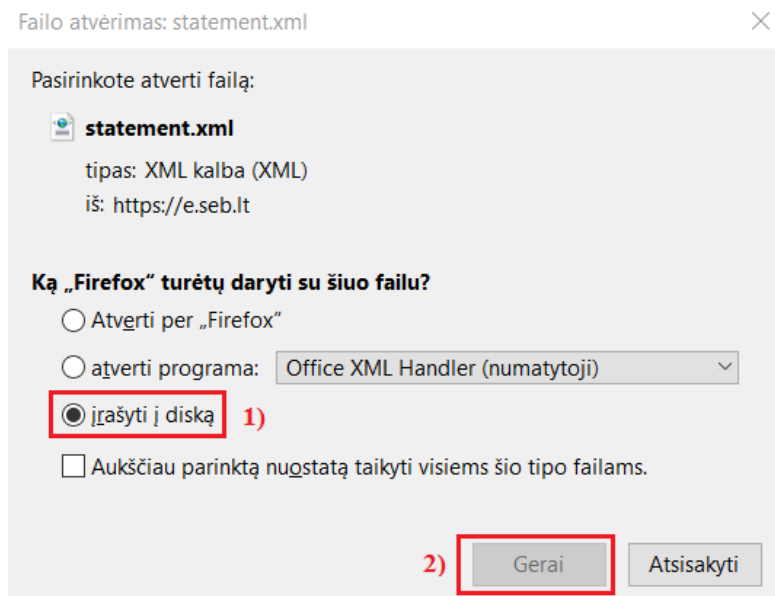 Failo atvėrimas: statement.xml
Pasirinkote atverti failą:
statement.xml
tipas: XML kalba (XML)
iš: https://e.seb.lt
Ką „Firefox“ turėtų daryti su šiuo failu?
Atverti per „Firefox“
atverti programa: Office XML Handler (numatytoji)
įrašyti į diską 1)
Aukščiau parinktą nuostatą taikyti visiems šio tipo failams.
2) Gerai Atsisakyti